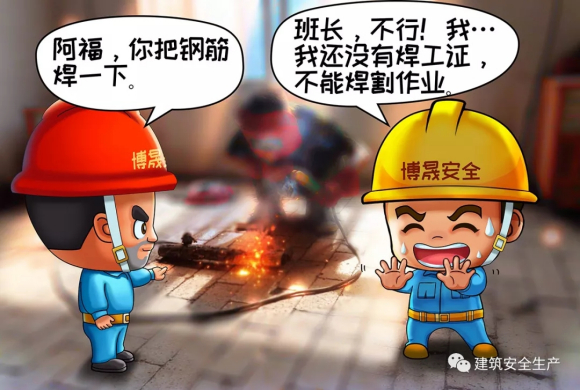 阿福，你把钢筋
焊一下。
班长，不行！我…
我还没有焊工证，
不能焊割作业。
博晟
博晟安全
建筑安全生产